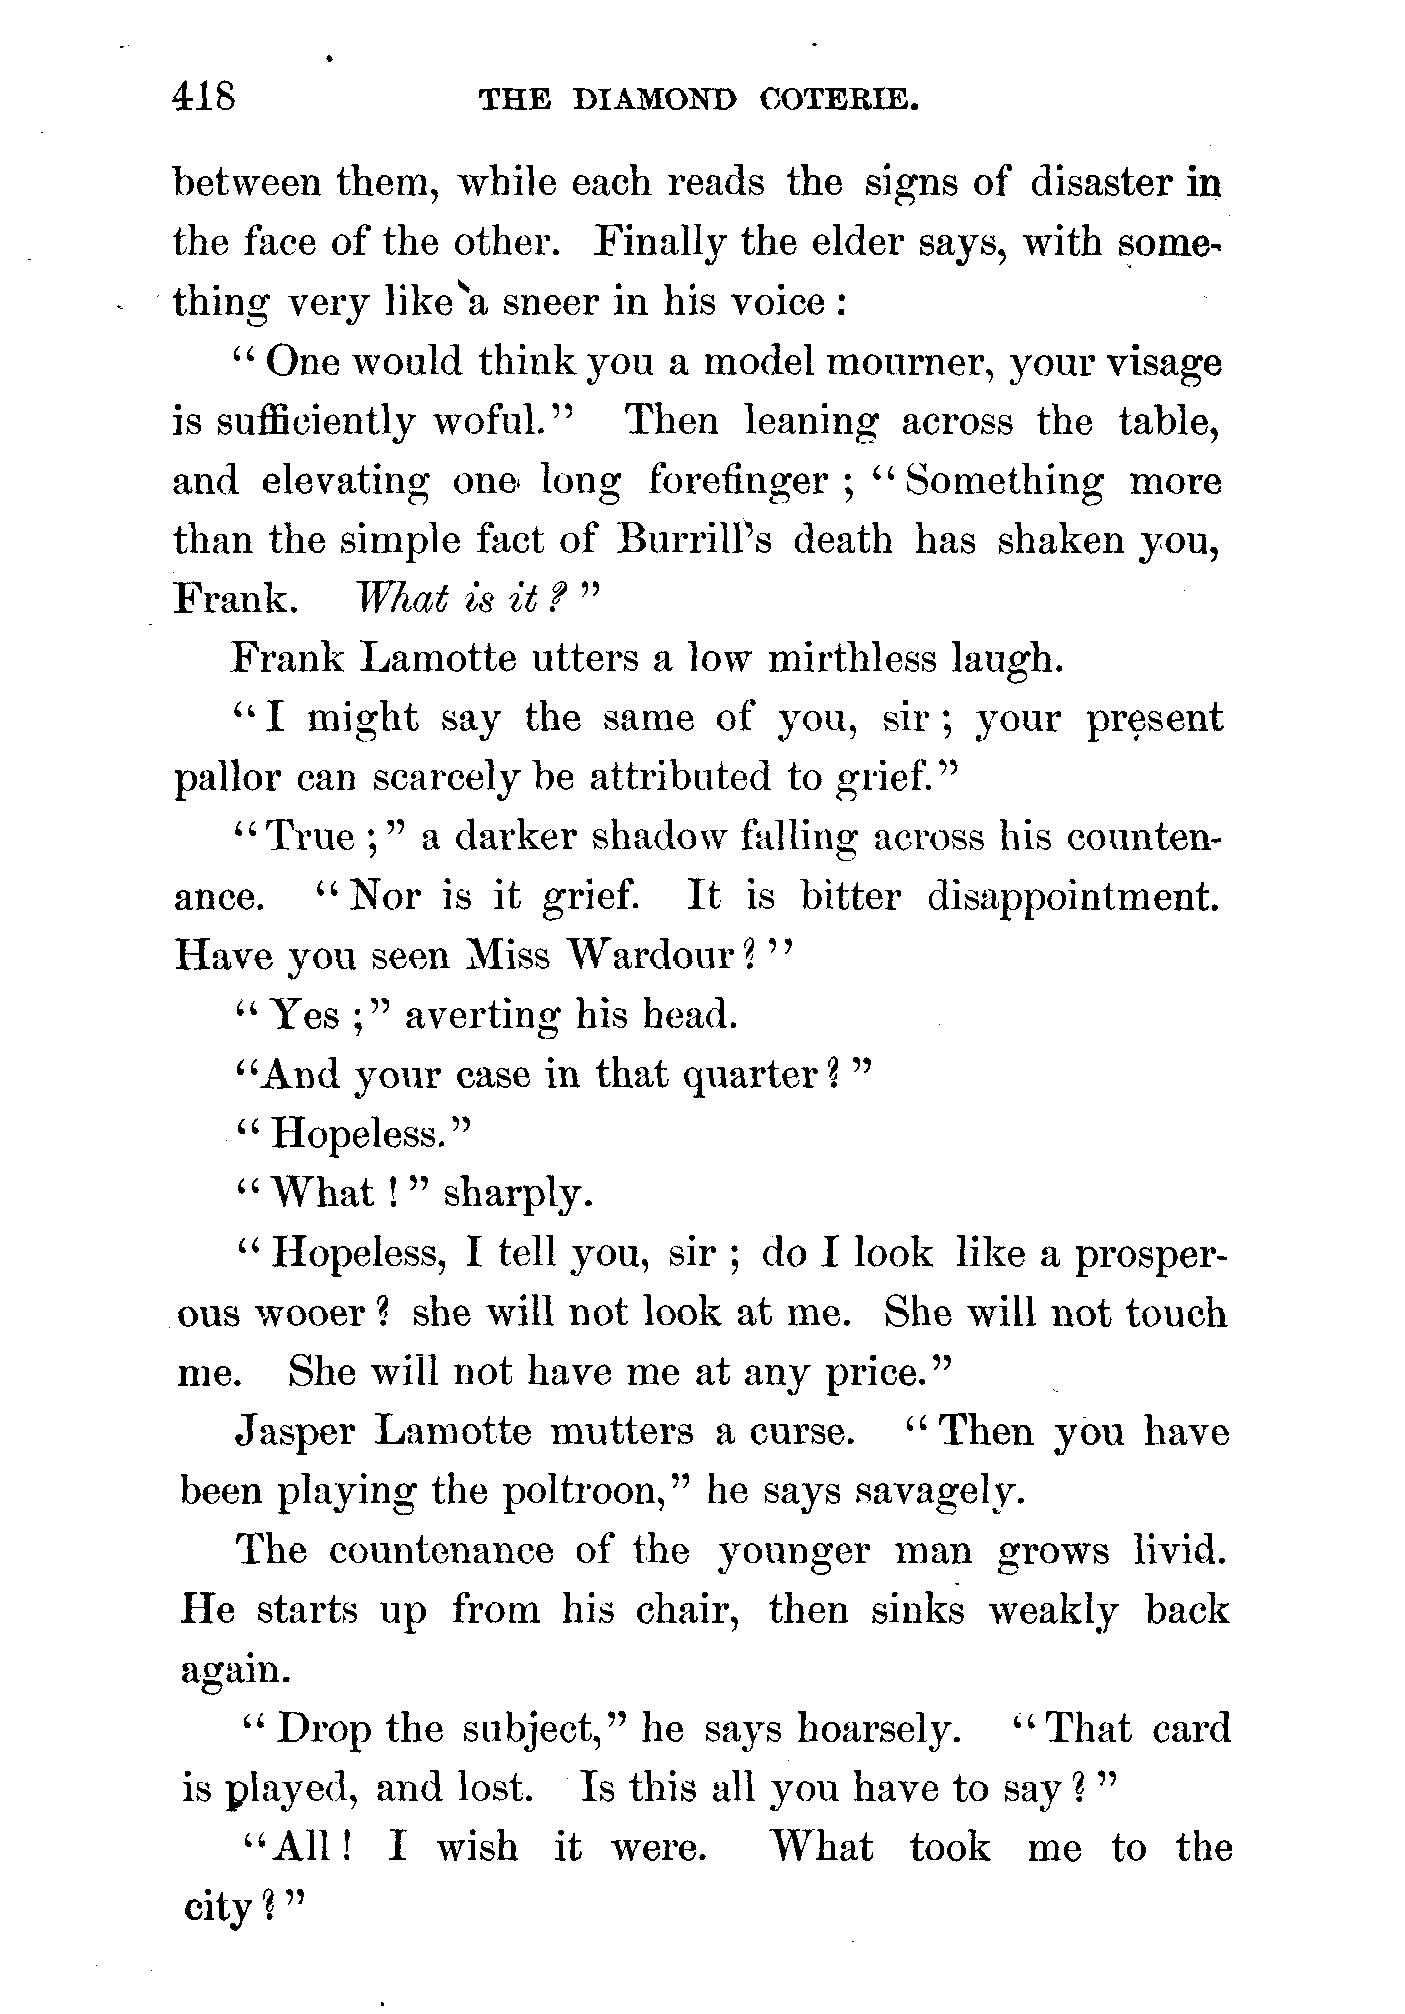 418 THE DIAMOND COTERIE.
between them, while each reads the signs of disaster in
the face of the other. Finally the elder says, with some-
thing very like a sneer in his voice :
“ One would think you a model mourner, your visage
is sufficiently woful.” Then leaning across the table,
and elevating one long forefinger ; “ Something more
than the simple fact of Burrill's death has shaken you,
Frank. What is it ? ”
Frank Lamotte utters a low mirthless laugh.
“ I might say the same of you, sir ; your present
pallor can scarcely be attributed to grief.”
“ True ; ” a darker shadow falling across his counten-
ance. “ Nor is it grief. It is bitter disappointment.
Have you seen Miss Wardour ? ”
“ Yes ; ” averting his head.
“And your case in that quarter ? ”
“ Hopeless.”
“ What ! ” sharply.
“ Hopeless, I tell you, sir ; do I look like a prosper-
ous wooer ? she will not look at me. She will not touch
me. She will not have me at any price.”
Jasper Lamotte mutters a curse. “ Then you have
been playing the poltroon,” he says savagely.
The countenance of the younger man grows livid.
He starts up from his chair, then sinks weakly back
again.
“ Drop the subject,” he says hoarsely. “ That card
is played, and lost. Is this all you have to say ? ”
“All ! I wish it were. What took me to the
city ? ”